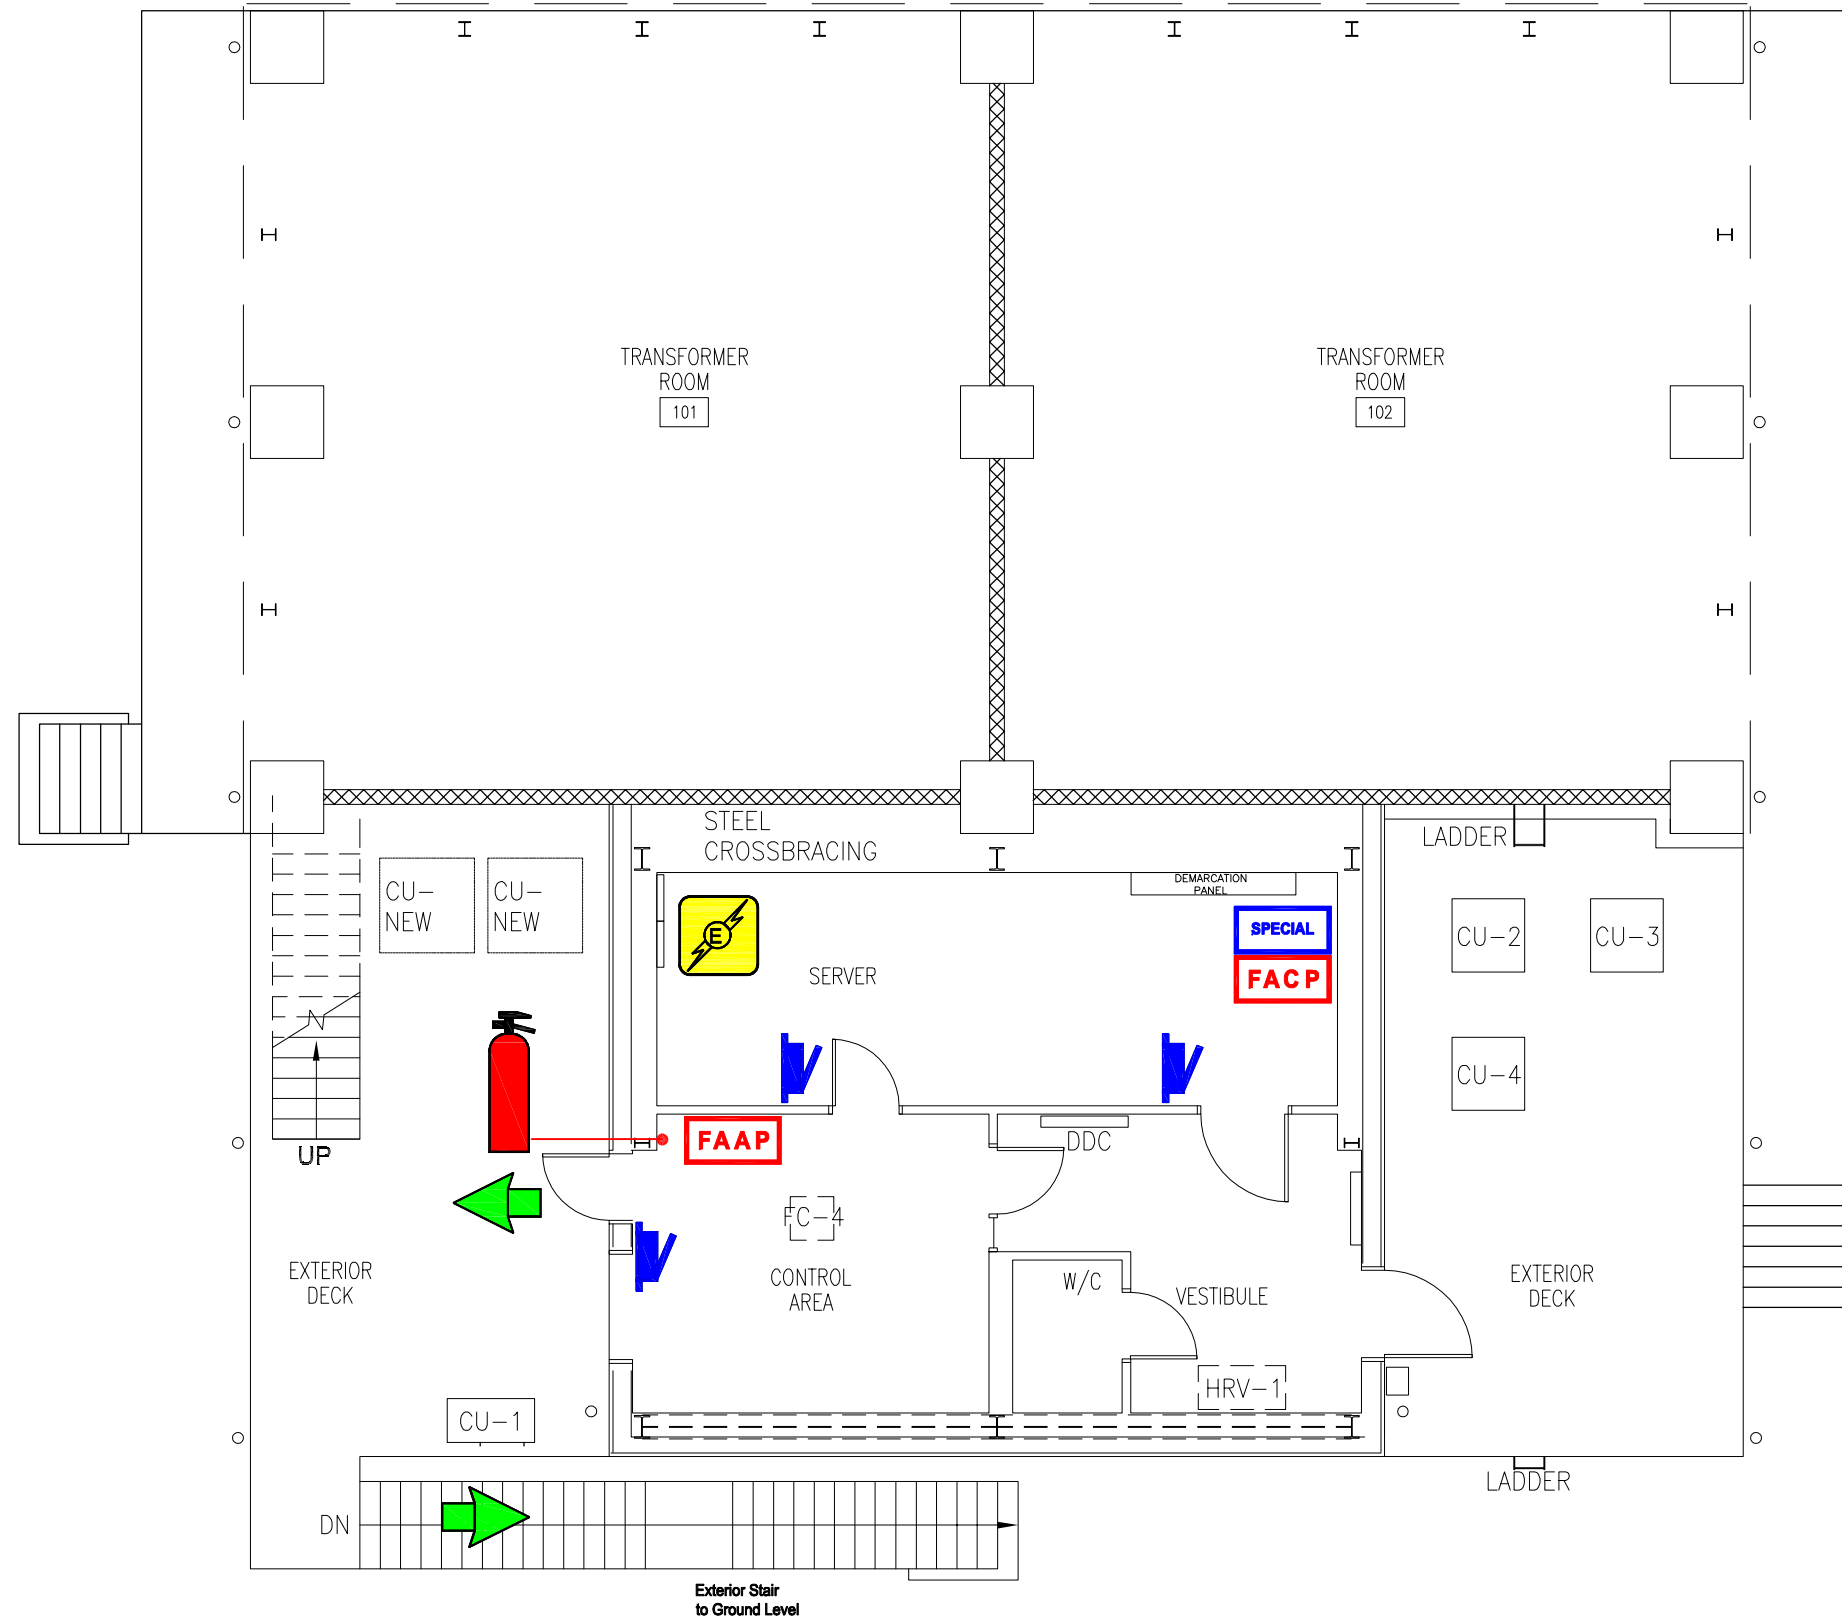 TRANSFORMER
ROOM
101
TRANSFORMER
ROOM
102
STEEL
CROSSBRACING
LADDER
CU-
NEW
CU-
NEW
DEMARCATION
PANEL
E
SERVER
SPECIAL
FACP
CU-2
CU-3
CU-4
UP
FAAP
DDC
FC-4
EXTERIOR
DECK
CONTROL
AREA
W/C
VESTIBULE
EXTERIOR
DECK
HRV-1
CU-1
LADDER
DN
Exterior Stair
to Ground Level